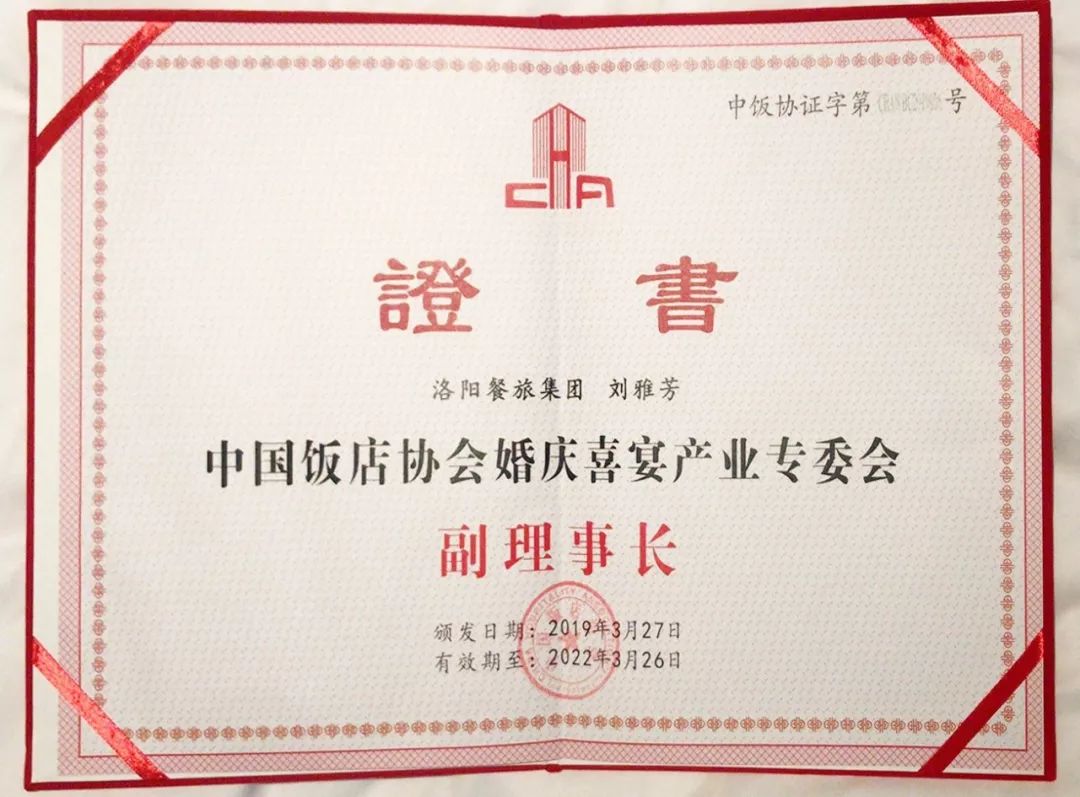 中饭协证字第 号
CHA
證 書
洛阳餐旅集团 刘雅芳
中国饭店协会婚庆喜宴产业专委会
副理事长
颁发日期：2019年3月27日
有效期至：2022年3月26日